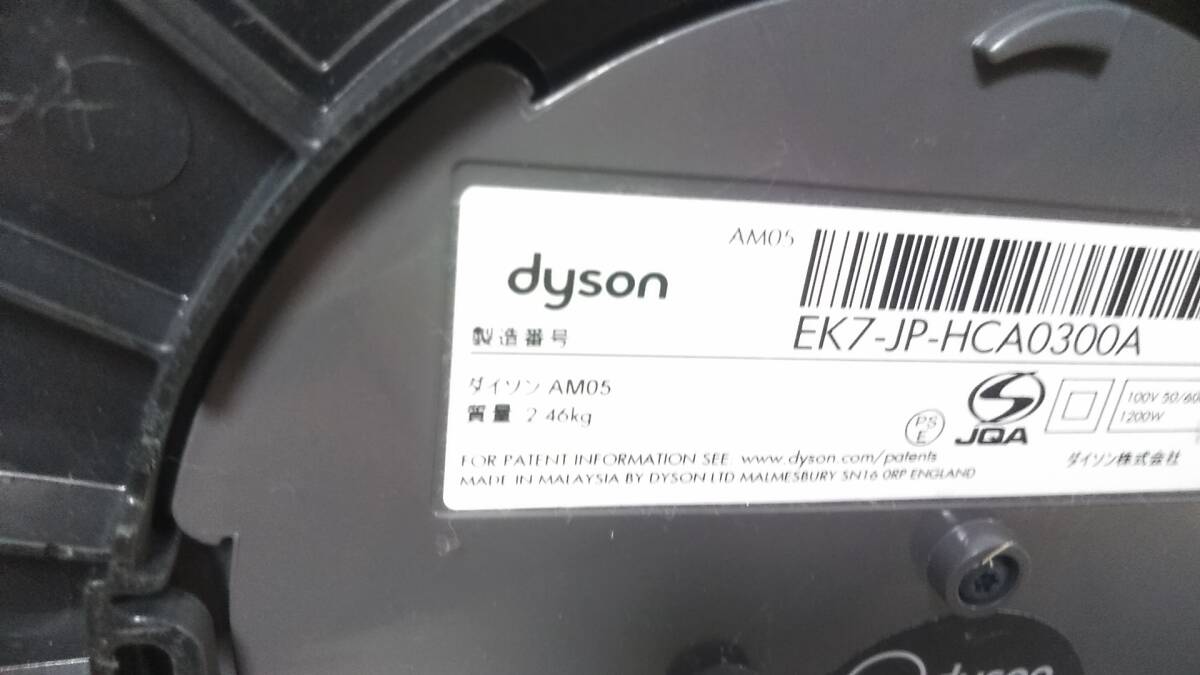 AM05
dyson
製造番号
EK7-JP-HCA0300A
ダイソン AM05
質量 2.46kg
PS
E
JQA
100V 50/60
1200W
ダイソン株式会社
FOR PATENT INFORMATION SEE www.dyson.com/patents
MADE IN MALAYSIA BY DYSON LTD MALMESBURY SN16 0RP ENGLAND
dyson